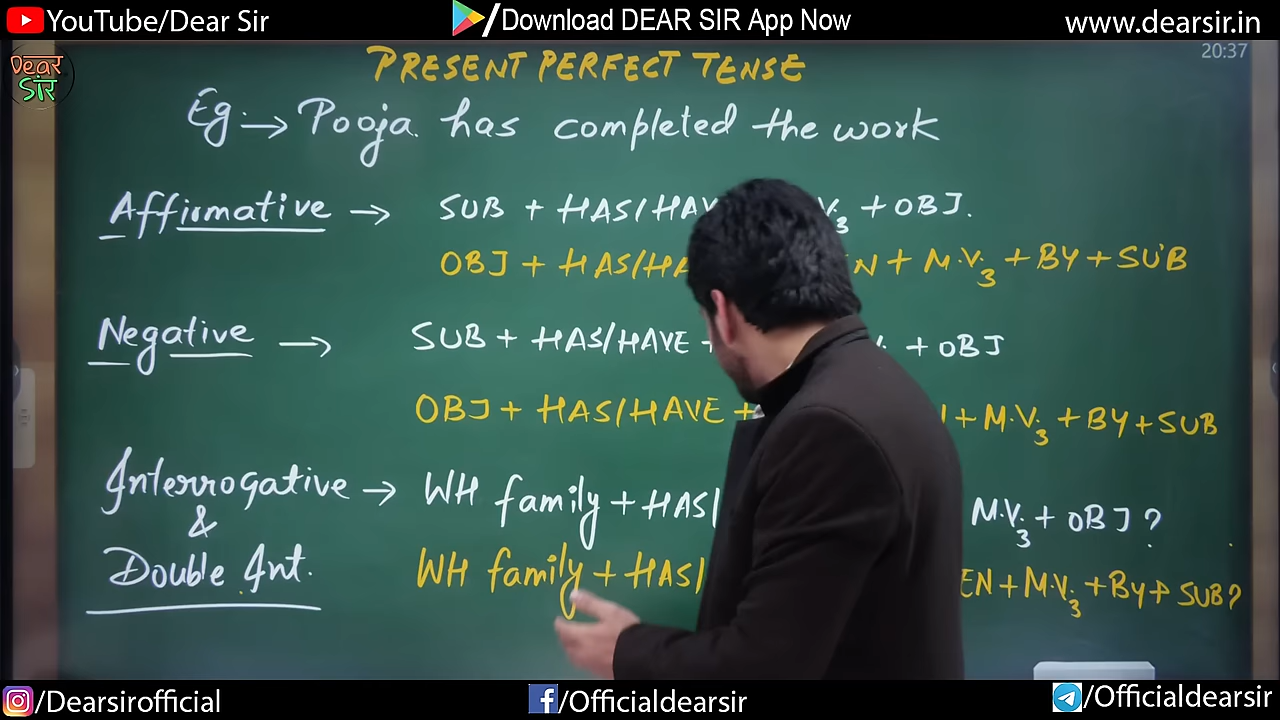 YouTube/Dear Sir
/Download DEAR SIR App Now
www.dearsir.in
Dear
सर
20:37
PRESENT PERFECT TENSE
Eg. → Pooja has completed the work
Affirmative → SUB + HAS/HAV V3 + OBJ.
OBJ + HAS/HA N + M.V.3 + BY + SUB
Negative → SUB + HAS/HAVE + . + OBJ
OBJ + HAS/HAVE + + M.V.3 + BY + SUB
Interrogative → WH family + HAS/ M.V.3 + OBJ ?
&
Double Int. WH family + HAS/ EN + M.V.3 + By + SUB ?
/Dearsirofficial
/Officialdearsir
/Officialdearsir